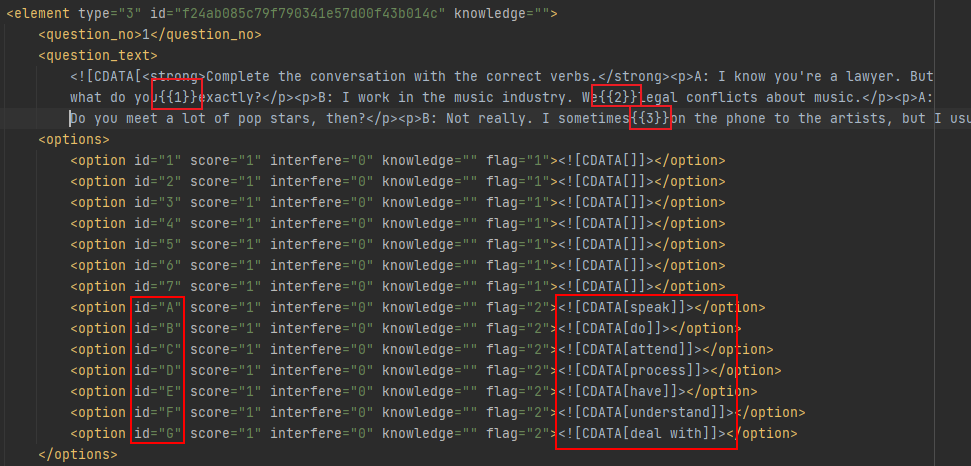 <element type="3" id="f24ab085c79f790341e57d00f43b014c" knowledge="">
<question_no>1</question_no>
<question_text>
<![CDATA[<strong>Complete the conversation with the correct verbs.</strong><p>A: I know you're a lawyer. But
what do you{{1}}exactly?</p><p>B: I work in the music industry. We{{2}}legal conflicts about music.</p><p>A:
Do you meet a lot of pop stars, then?</p><p>B: Not really. I sometimes{{3}}on the phone to the artists, but I usu
<options>
<option id="1" score="1" interfere="0" knowledge="" flag="1"><![CDATA[]]></option>
<option id="2" score="1" interfere="0" knowledge="" flag="1"><![CDATA[]]></option>
<option id="3" score="1" interfere="0" knowledge="" flag="1"><![CDATA[]]></option>
<option id="4" score="1" interfere="0" knowledge="" flag="1"><![CDATA[]]></option>
<option id="5" score="1" interfere="0" knowledge="" flag="1"><![CDATA[]]></option>
<option id="6" score="1" interfere="0" knowledge="" flag="1"><![CDATA[]]></option>
<option id="7" score="1" interfere="0" knowledge="" flag="1"><![CDATA[]]></option>
<option id="A" score="1" interfere="0" knowledge="" flag="2"><![CDATA[speak]]></option>
<option id="B" score="1" interfere="0" knowledge="" flag="2"><![CDATA[do]]></option>
<option id="C" score="1" interfere="0" knowledge="" flag="2"><![CDATA[attend]]></option>
<option id="D" score="1" interfere="0" knowledge="" flag="2"><![CDATA[process]]></option>
<option id="E" score="1" interfere="0" knowledge="" flag="2"><![CDATA[have]]></option>
<option id="F" score="1" interfere="0" knowledge="" flag="2"><![CDATA[understand]]></option>
<option id="G" score="1" interfere="0" knowledge="" flag="2"><![CDATA[deal with]]></option>
</options>